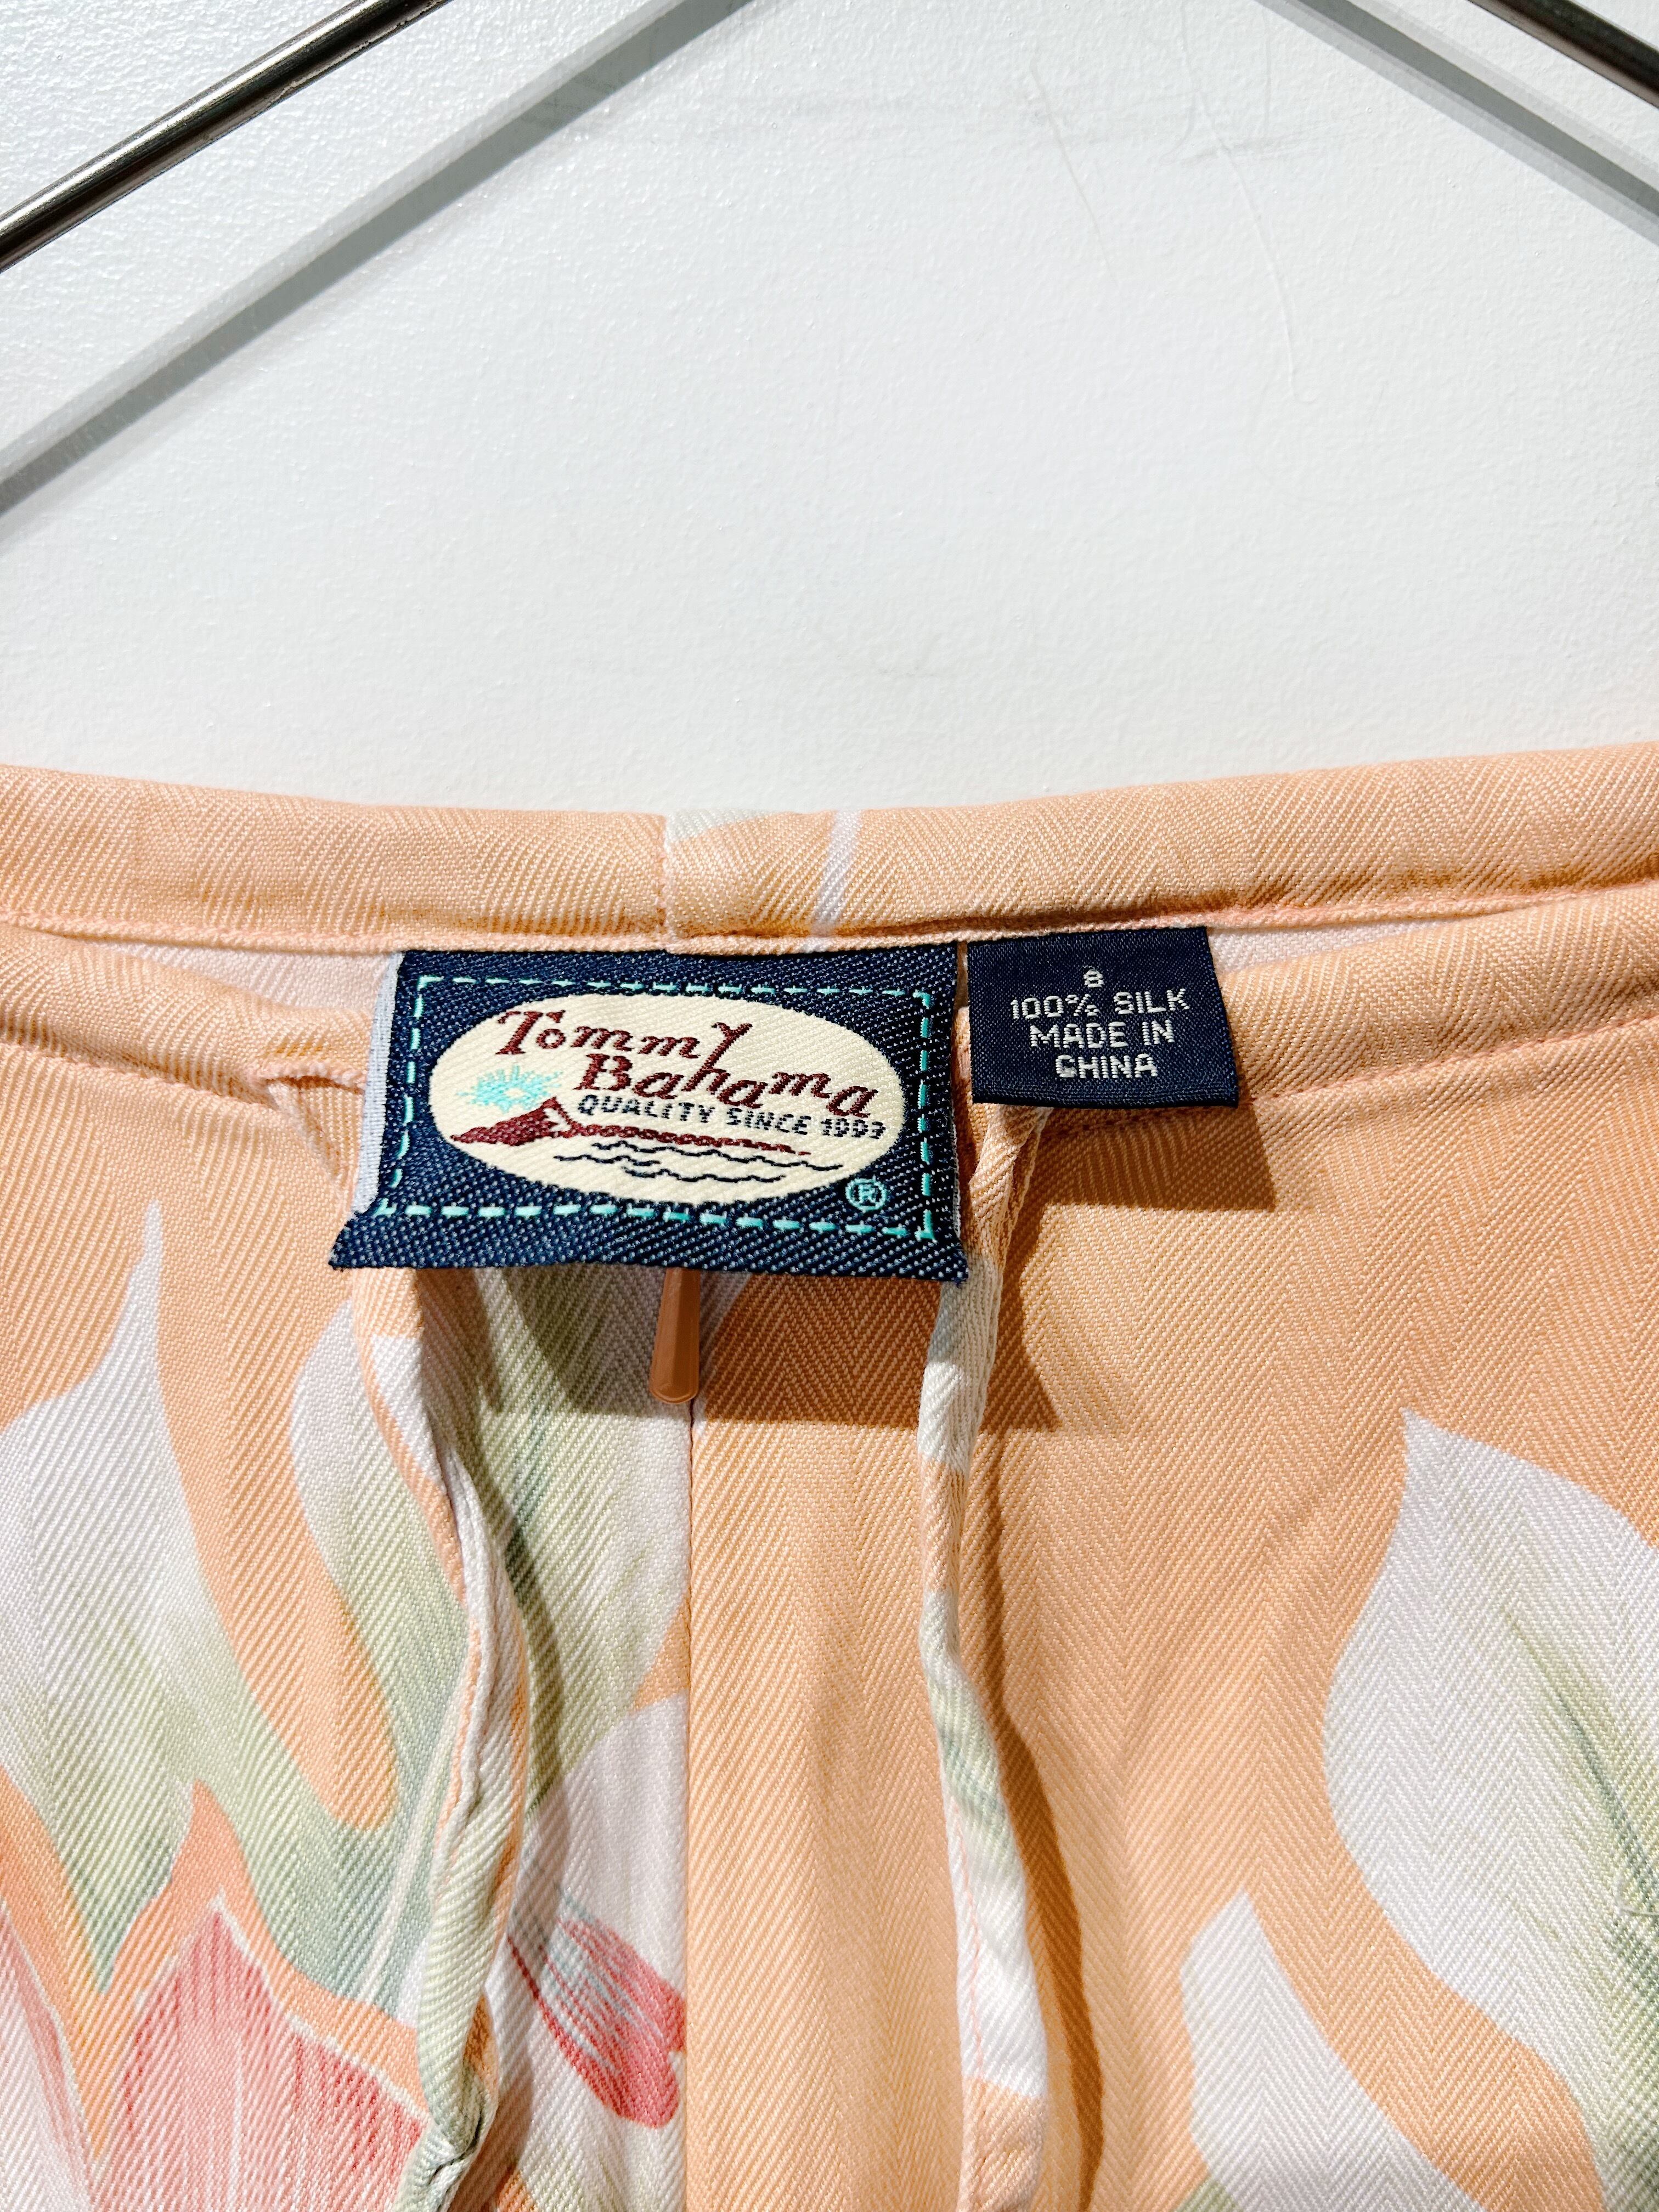 Tommy
Bahama
QUALITY SINCE 1993
®
8
100% SILK
MADE IN
CHINA